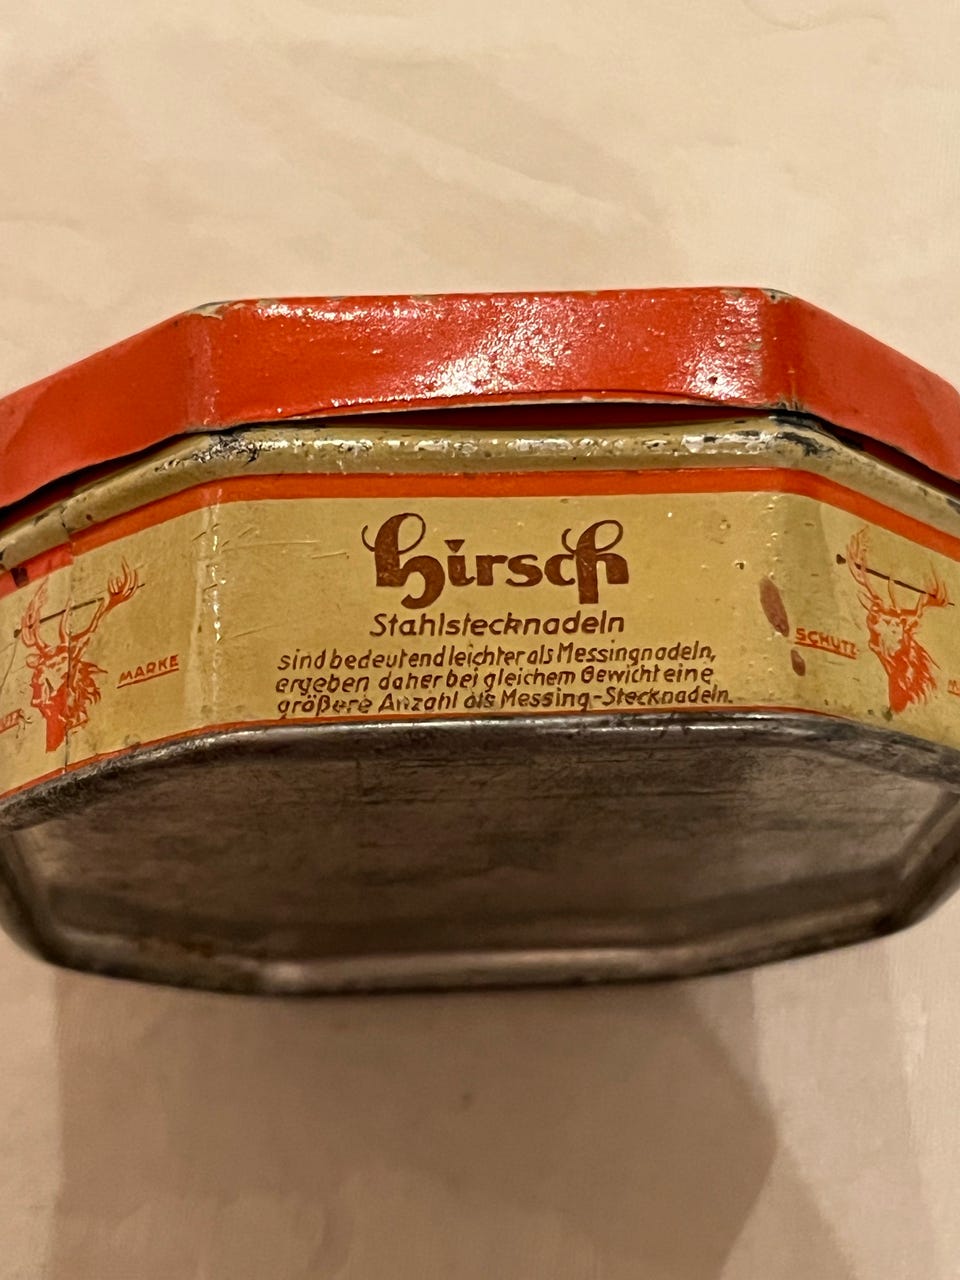 hirsch
Stahlstecknadeln
sind bedeutend leichter als Messingnadeln,
ergeben daher bei gleichem Gewicht eine
größere Anzahl als Messing-Stecknadeln.
MARKE
SCHUTZ